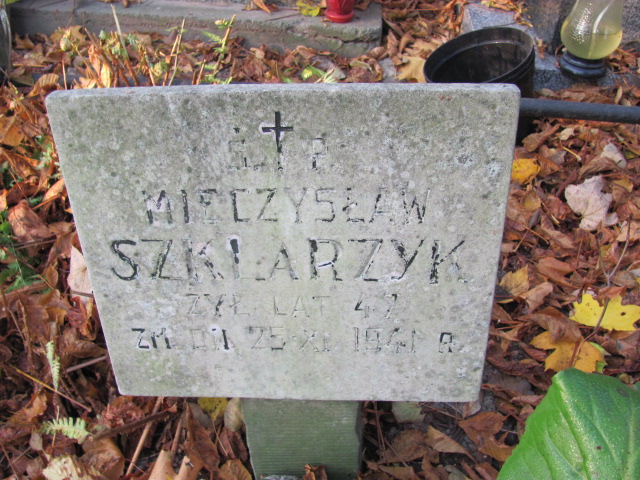 Ś. P.
MIECZYSŁAW
SZKLARZYK
ŻYŁ LAT 42
ZM. DN. 25.XI.1941 R.